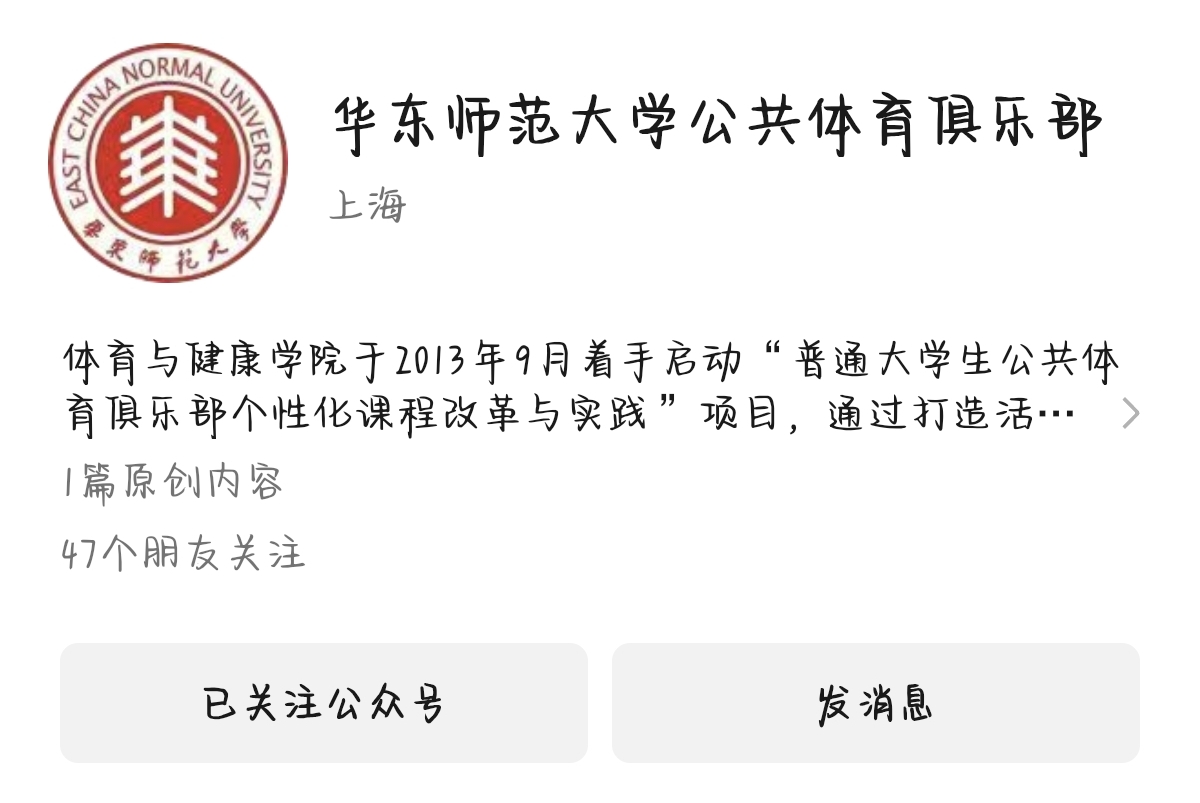 EAST CHINA NORMAL UNIVERSITY
華東師範大學
华东师范大学公共体育俱乐部
上海
体育与健康学院于2013年9月着手启动“普通大学生公共体
育俱乐部个性化课程改革与实践”项目，通过打造活…
1篇原创内容
47个朋友关注
已关注公众号
发消息